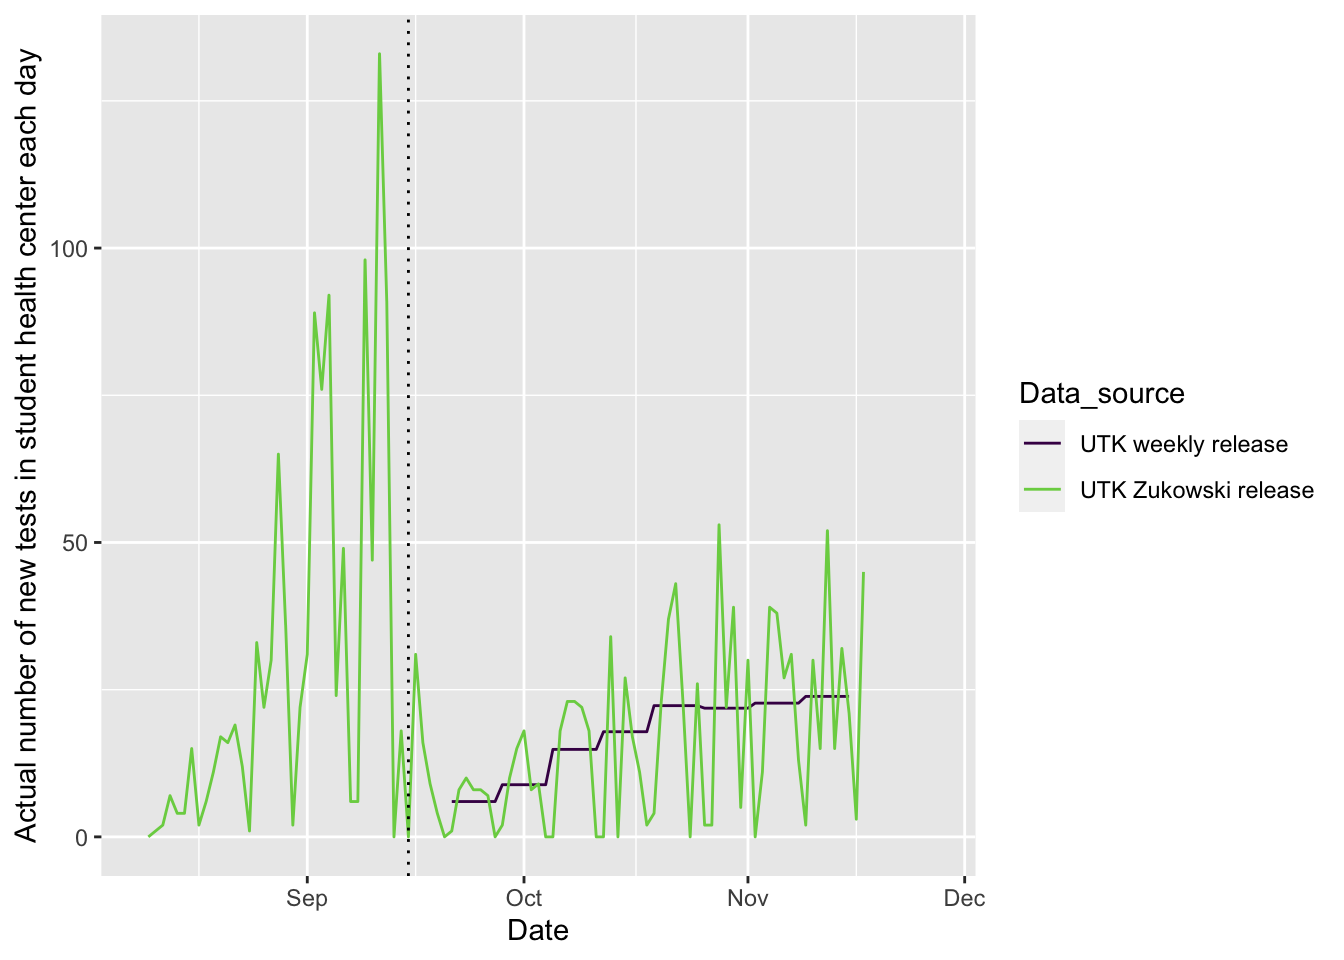 Actual number of new tests in student health center each day
100
50
0
Sep
Oct
Nov
Dec
Date
Data_source
UTK weekly release
UTK Zukowski release